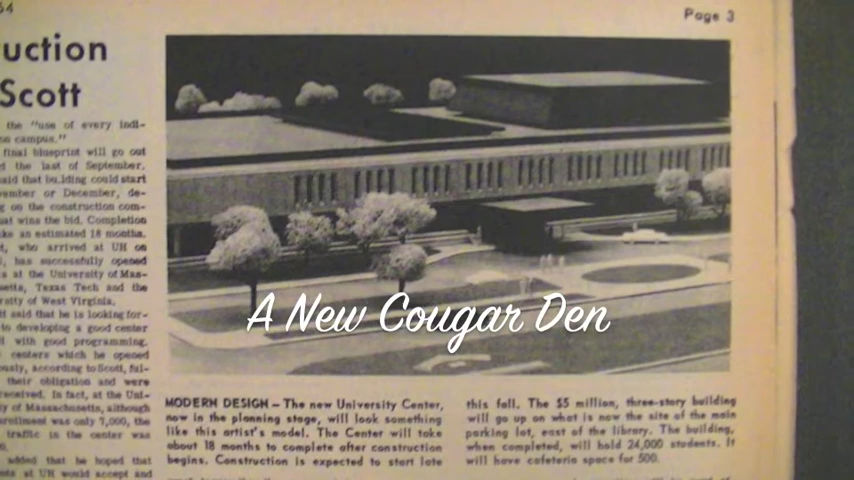 64
Page 3
uction
Scott
the "use of every indi-
on campus."
final blueprint will go out
d the last of September,
said that building could start
vember or December, de-
g on the construction com-
hat wins the bid. Completion
ake an estimated 18 months.
t, who arrived at UH on
, has successfully opened
s at the University of Mas-
setts, Texas Tech and the
rsity of West Virginia.
tt said that he is looking for-
to developing a good center
l with good programming.
centers which he opened
ously, according to Scott, ful-
their obligation and were
received. In fact, at the Uni-
ty of Massachusetts, although
enrollment was only 7,000, the
traffic in the center was
0.
added that he hoped that
nts at UH would accept and
A New Cougar Den
MODERN DESIGN — The new University Center,
now in the planning stage, will look something
like this artist's model. The Center will take
about 18 months to complete after construction
begins. Construction is expected to start late
this fall. The $5 million, three-story building
will go up on what is now the site of the main
parking lot, east of the library. The building,
when completed, will hold 24,000 students. It
will have cafeteria space for 500.